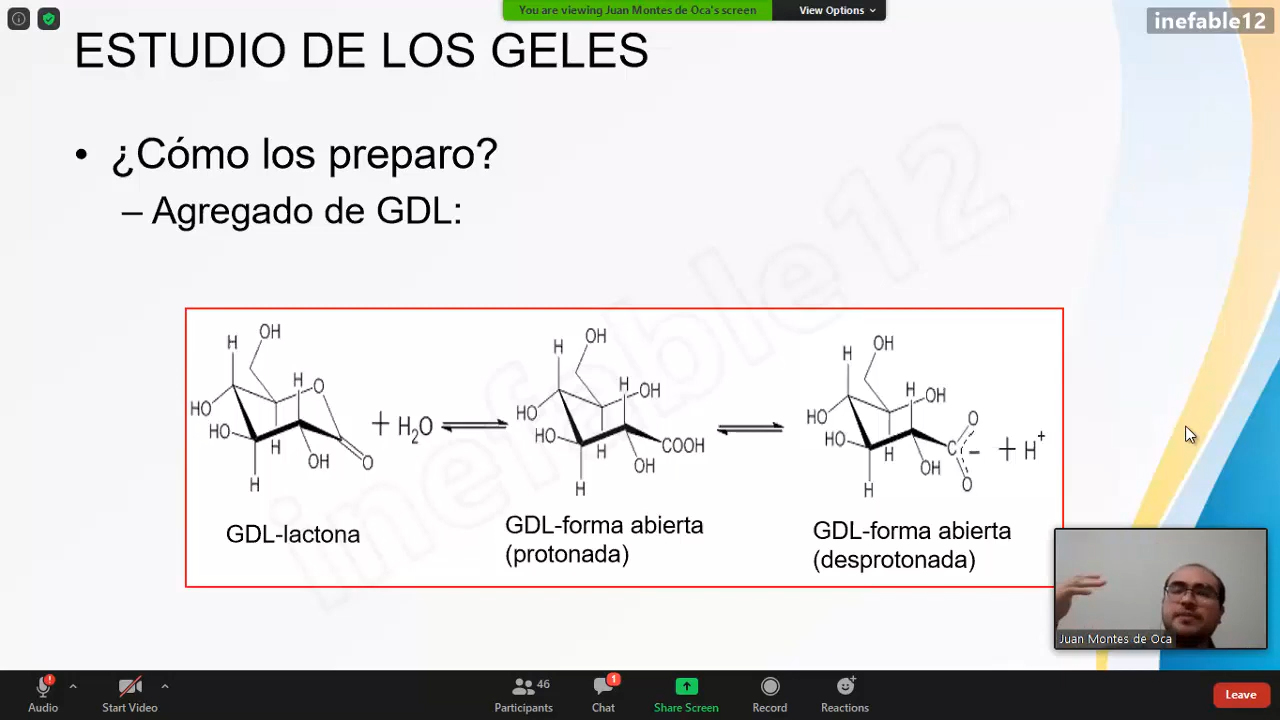 You are viewing Juan Montes de Oca's screen
View Options
inefable12
ESTUDIO DE LOS GELES
• ¿Cómo los preparo?
– Agregado de GDL:
inefable12
OH
H
H
O
HO
HO
H
OH
O
H
+ H₂O
OH
H
H
OH
HO
HO
H
COOH
OH
H
OH
H
H
OH
HO
HO
H
C
O
–
O
OH
H
+ H⁺
GDL-lactona
GDL-forma abierta
(protonada)
GDL-forma abierta
(desprotonada)
Juan Montes de Oca
Audio
Start Video
46
Participants
1
Chat
Share Screen
Record
Reactions
Leave